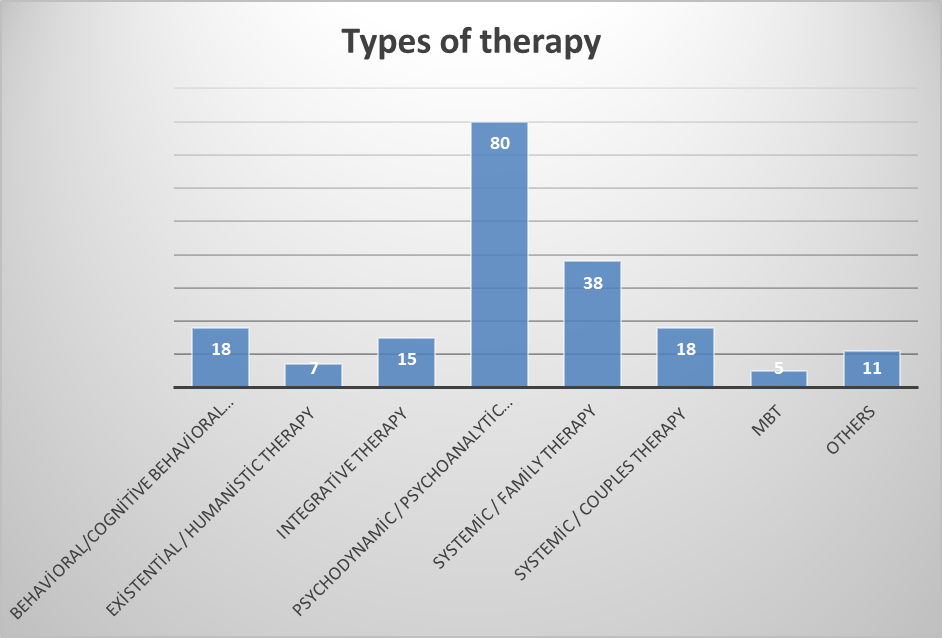 Types of therapy
80
38
18
7
15
18
5
11
BEHAVİORAL/COGNİTİVE BEHAVİORAL...
EXİSTENTİAL / HUMANİSTİC THERAPY
INTEGRATİVE THERAPY
PSYCHODYNAMİC / PSYCHOANALYTİC...
SYSTEMİC / FAMİLY THERAPY
SYSTEMİC / COUPLES THERAPY
MBT
OTHERS